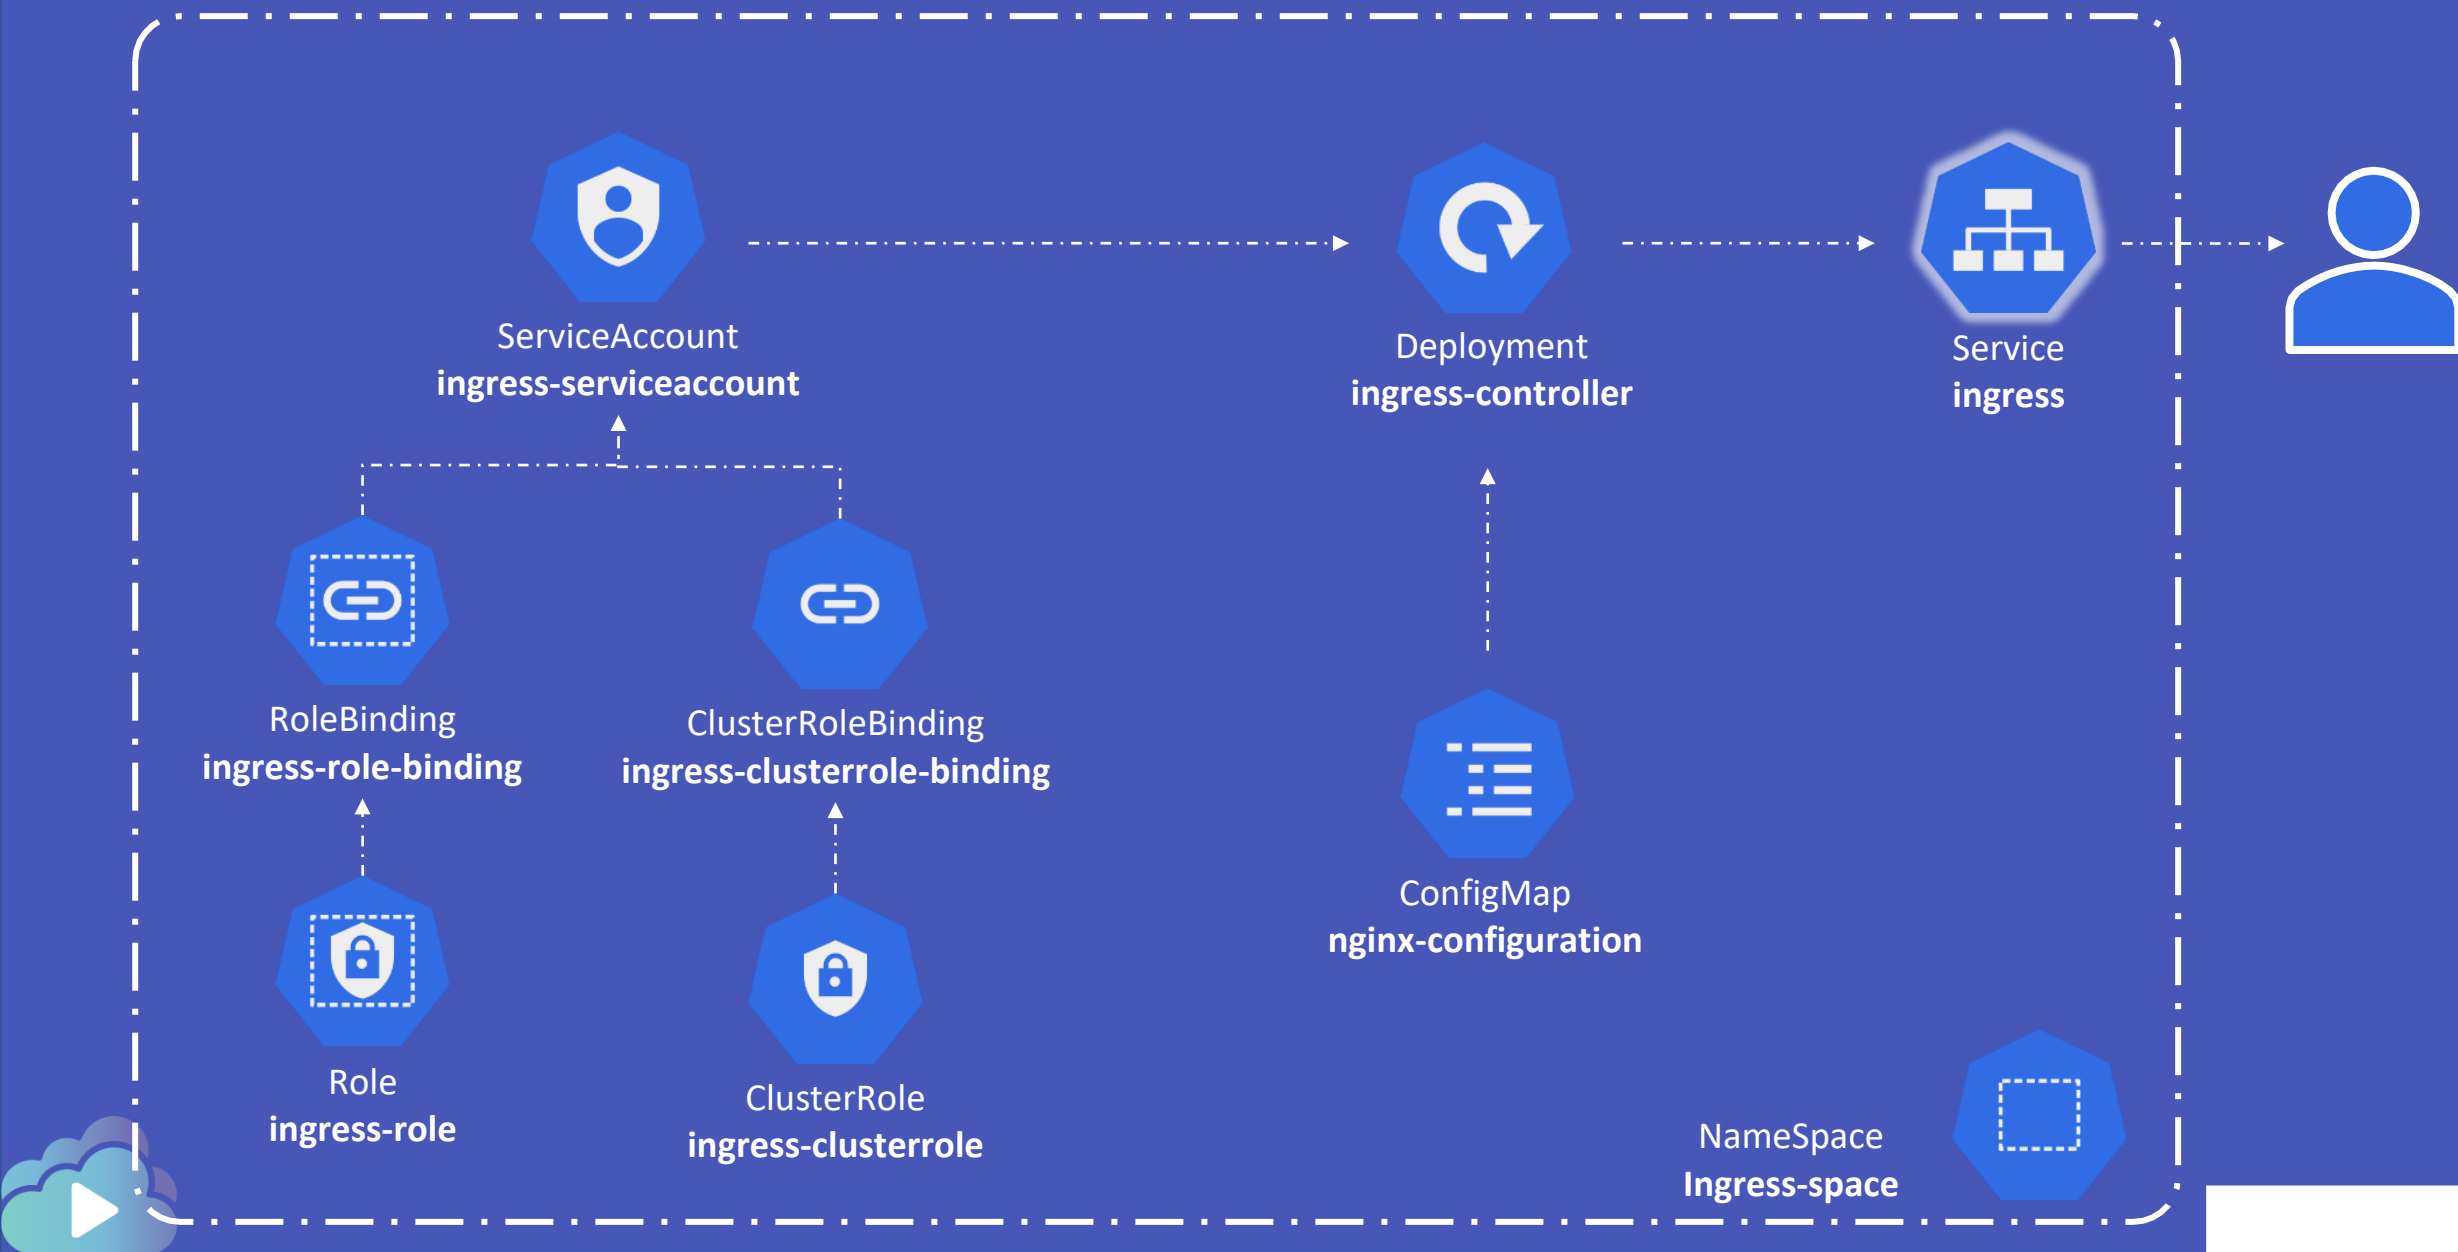 ServiceAccount
ingress-serviceaccount
Deployment
ingress-controller
Service
ingress
RoleBinding
ingress-role-binding
ClusterRoleBinding
ingress-clusterrole-binding
ConfigMap
nginx-configuration
Role
ingress-role
ClusterRole
ingress-clusterrole
NameSpace
Ingress-space